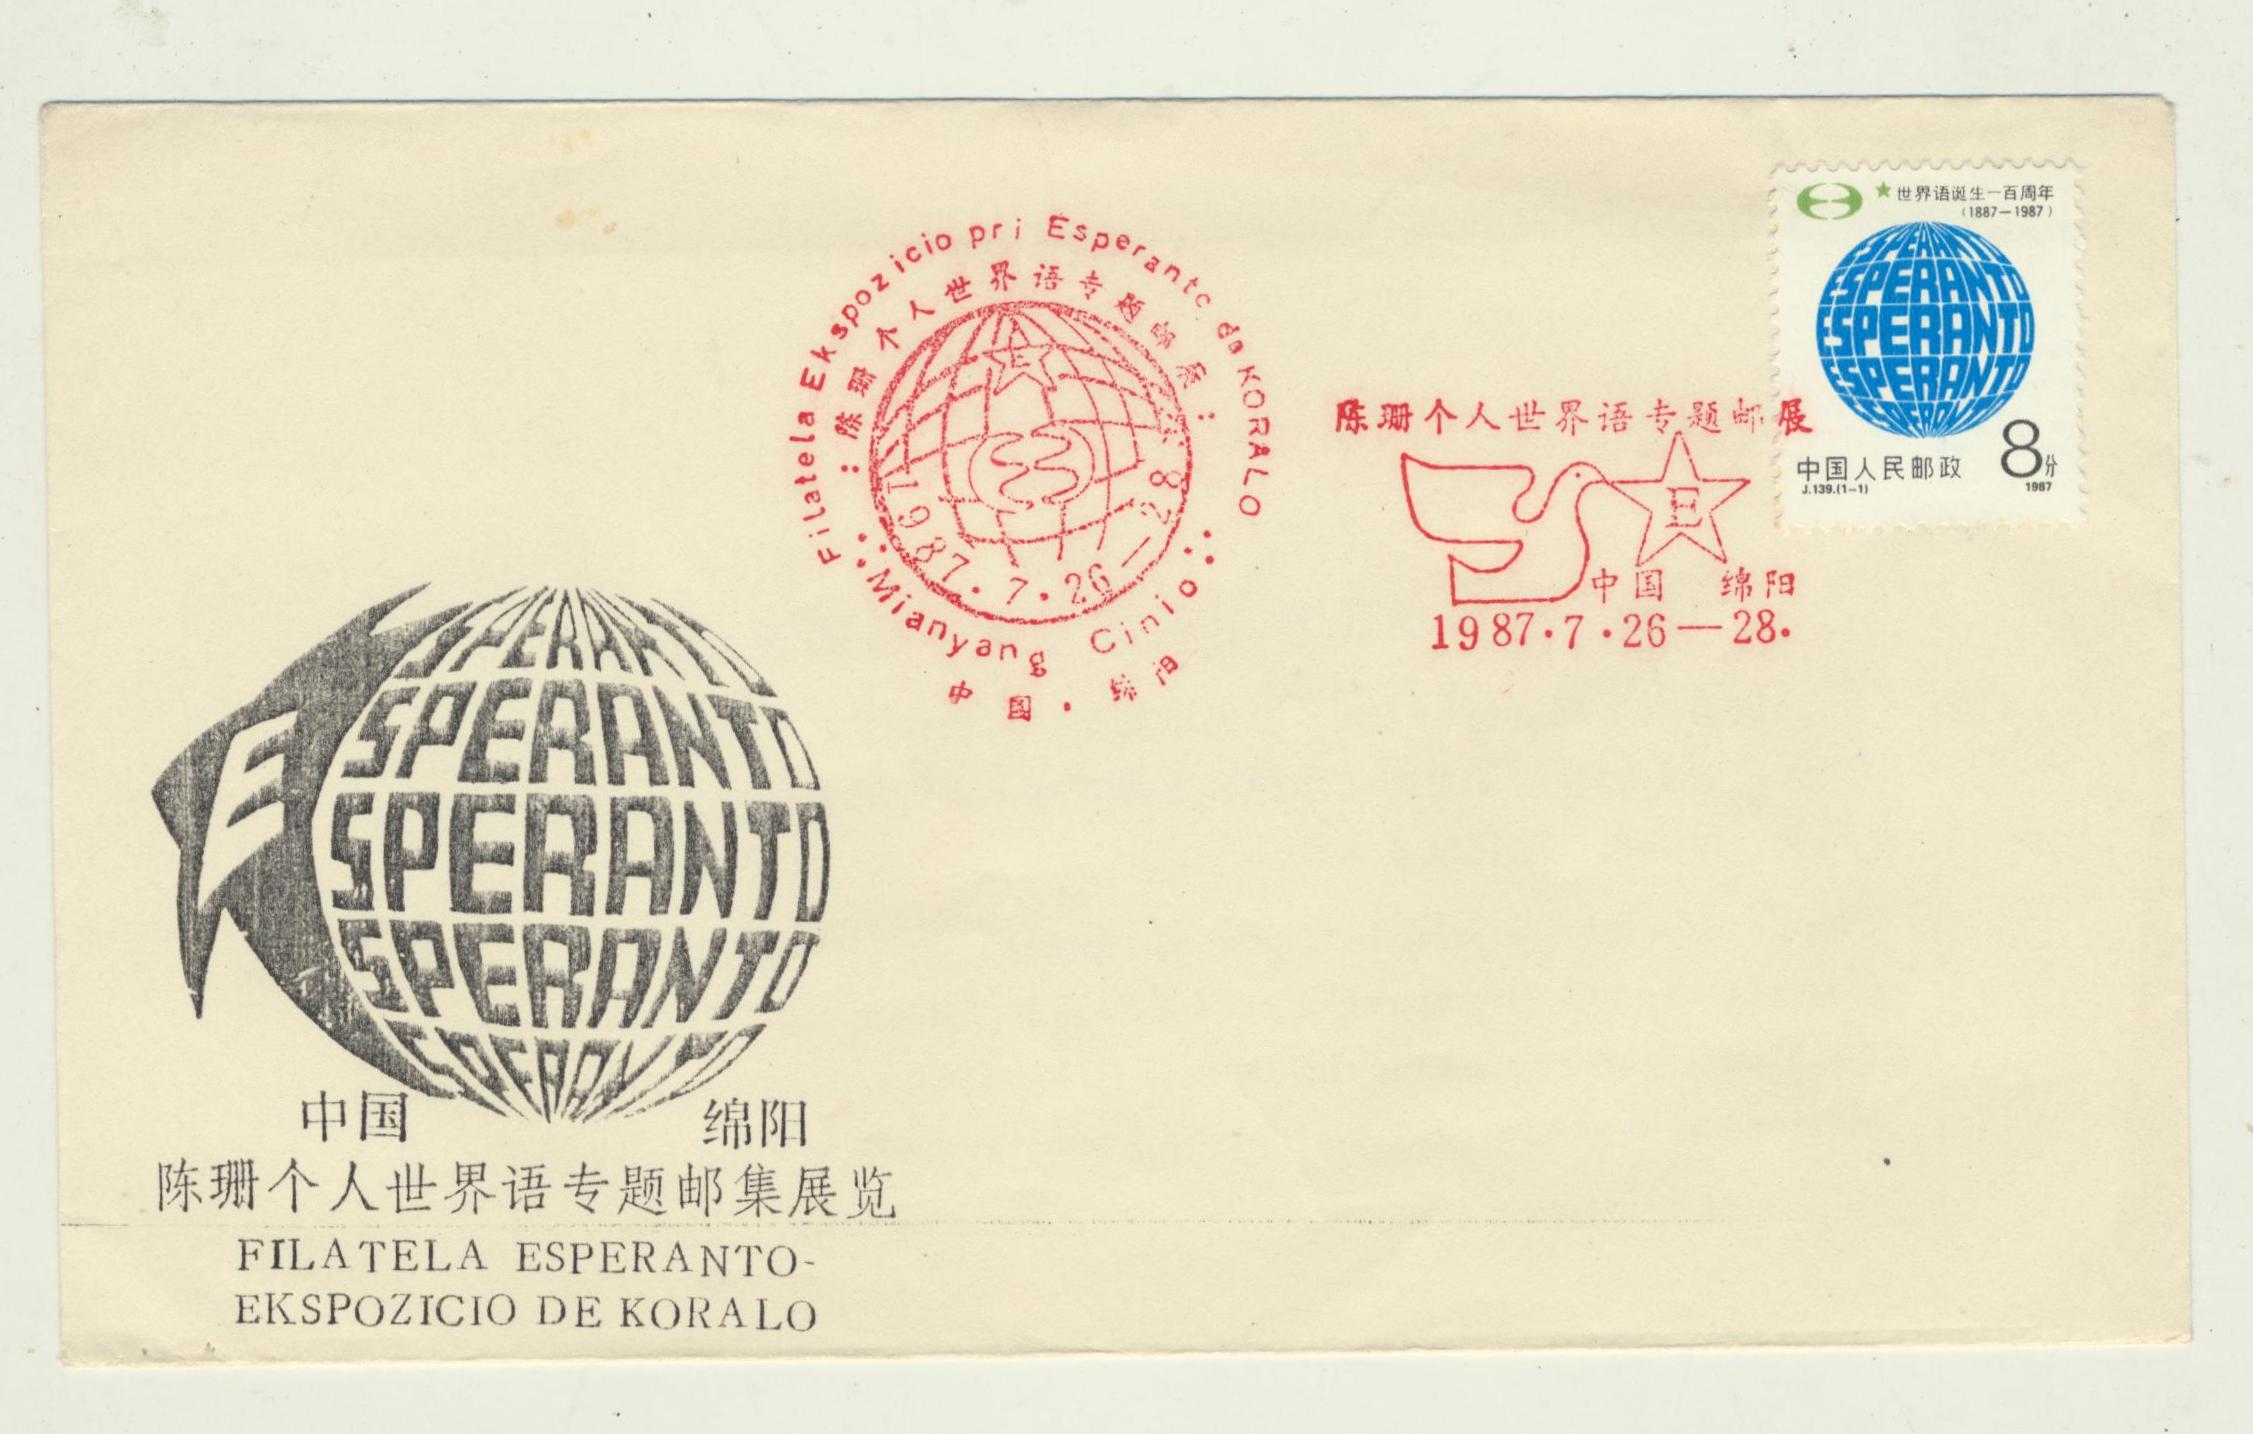 世界语诞生一百周年
(1887-1987)
ESPERANTO
ESPERANTO
ESPERANTO
ESPERANTO
ESPERANTO
8分
中国人民邮政
J.139.(1-1)
1987
Filatela Ekspozicio pri Esperanto de KORALO
:陈珊个人世界语专题邮展:
E
1987.7.26—28
Mianyang Cinio
中国·绵阳
陈珊个人世界语专题邮展
E
中国 绵阳
1987·7·26—28.
E
ESPERANTO
SPERANTO
SPERANTO
SPERANTO
SPERANTO
中国 绵阳
陈珊个人世界语专题邮集展览
FILATELA ESPERANTO-
EKSPOZICIO DE KORALO